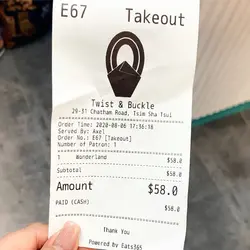 E67 Takeout
Twist & Buckle
29-31 Chatham Road, Tsim Sha Tsui
Order Time: 2020-08-06 17:36:16
Served By: Axel
Order No.: E67 [Takeout]
Number of Patron: 1
1 Wonderland $58.0
Subtotal $58.0
Amount $58.0
PAID (CASH) $58.0
Thank You
Powered By Eats365